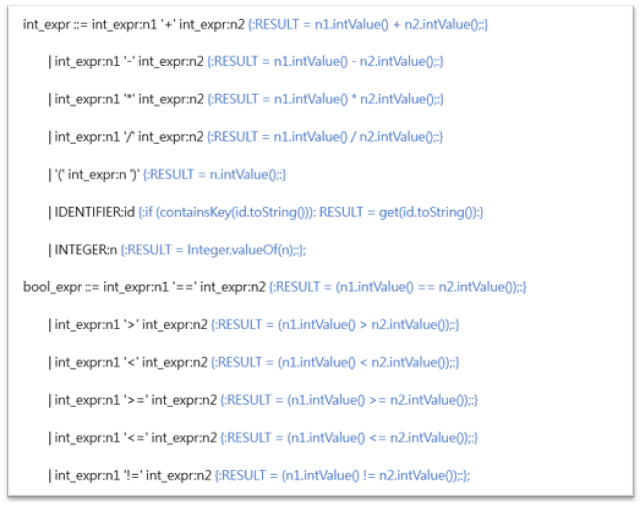 int_expr ::= int_expr:n1 '+' int_expr:n2 {:RESULT = n1.intValue() + n2.intValue();:}
| int_expr:n1 '-' int_expr:n2 {:RESULT = n1.intValue() - n2.intValue();:}
| int_expr:n1 '*' int_expr:n2 {:RESULT = n1.intValue() * n2.intValue();:}
| int_expr:n1 '/' int_expr:n2 {:RESULT = n1.intValue() / n2.intValue();:}
| '(' int_expr:n ')' {:RESULT = n.intValue();:}
| IDENTIFIER:id {:if (containsKey(id.toString())): RESULT = get(id.toString()):}
| INTEGER:n {:RESULT = Integer.valueOf(n);:};
bool_expr ::= int_expr:n1 '==' int_expr:n2 {:RESULT = (n1.intValue() == n2.intValue());:}
| int_expr:n1 '>' int_expr:n2 {:RESULT = (n1.intValue() > n2.intValue());:}
| int_expr:n1 '<' int_expr:n2 {:RESULT = (n1.intValue() < n2.intValue());:}
| int_expr:n1 '>=' int_expr:n2 {:RESULT = (n1.intValue() >= n2.intValue());:}
| int_expr:n1 '<=' int_expr:n2 {:RESULT = (n1.intValue() <= n2.intValue());:}
| int_expr:n1 '!=' int_expr:n2 {:RESULT = (n1.intValue() != n2.intValue());:};